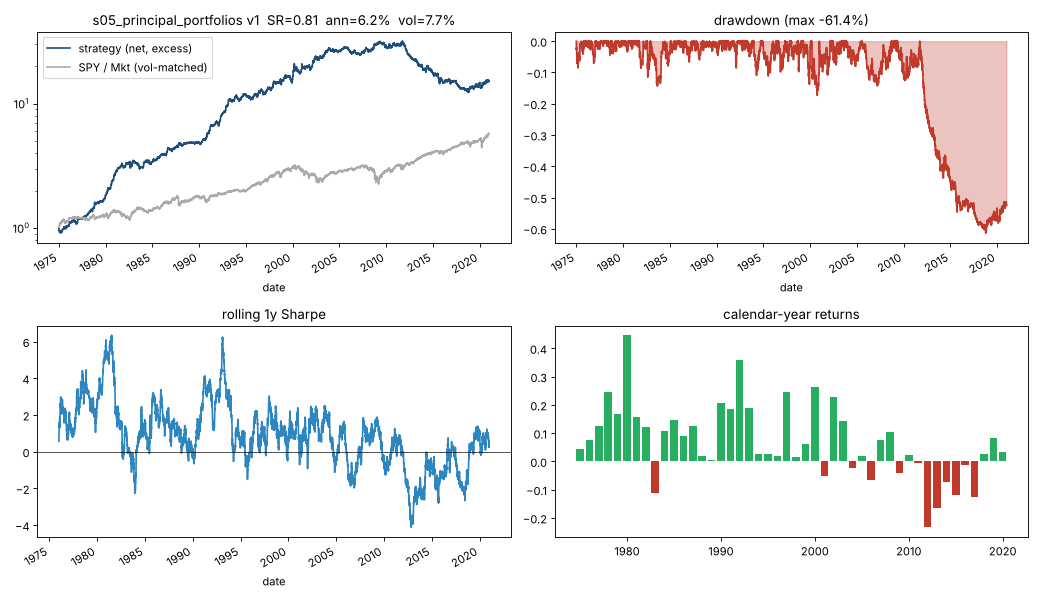 s05_principal_portfolios v1 SR=0.81 ann=6.2% vol=7.7%
strategy (net, excess)
SPY / Mkt (vol-matched)
10^1
10^0
1975 1980 1985 1990 1995 2000 2005 2010 2015 2020
date
drawdown (max -61.4%)
0.0
−0.1
−0.2
−0.3
−0.4
−0.5
−0.6
1975 1980 1985 1990 1995 2000 2005 2010 2015 2020
date
rolling 1y Sharpe
6
4
2
0
−2
−4
1975 1980 1985 1990 1995 2000 2005 2010 2015 2020
date
calendar-year returns
0.4
0.3
0.2
0.1
0.0
−0.1
−0.2
1980 1990 2000 2010 2020